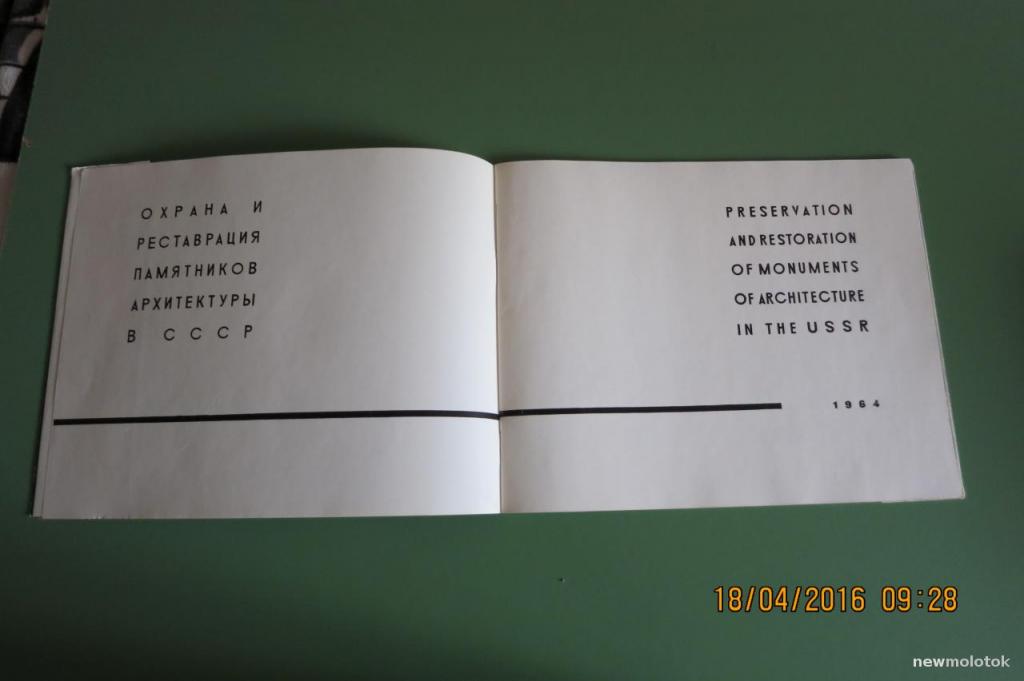 ОХРАНА И
РЕСТАВРАЦИЯ
ПАМЯТНИКОВ
АРХИТЕКТУРЫ
В СССР
PRESERVATION
AND RESTORATION
OF MONUMENTS
OF ARCHITECTURE
IN THE USSR
1964
18/04/2016 09:28
newmolotok